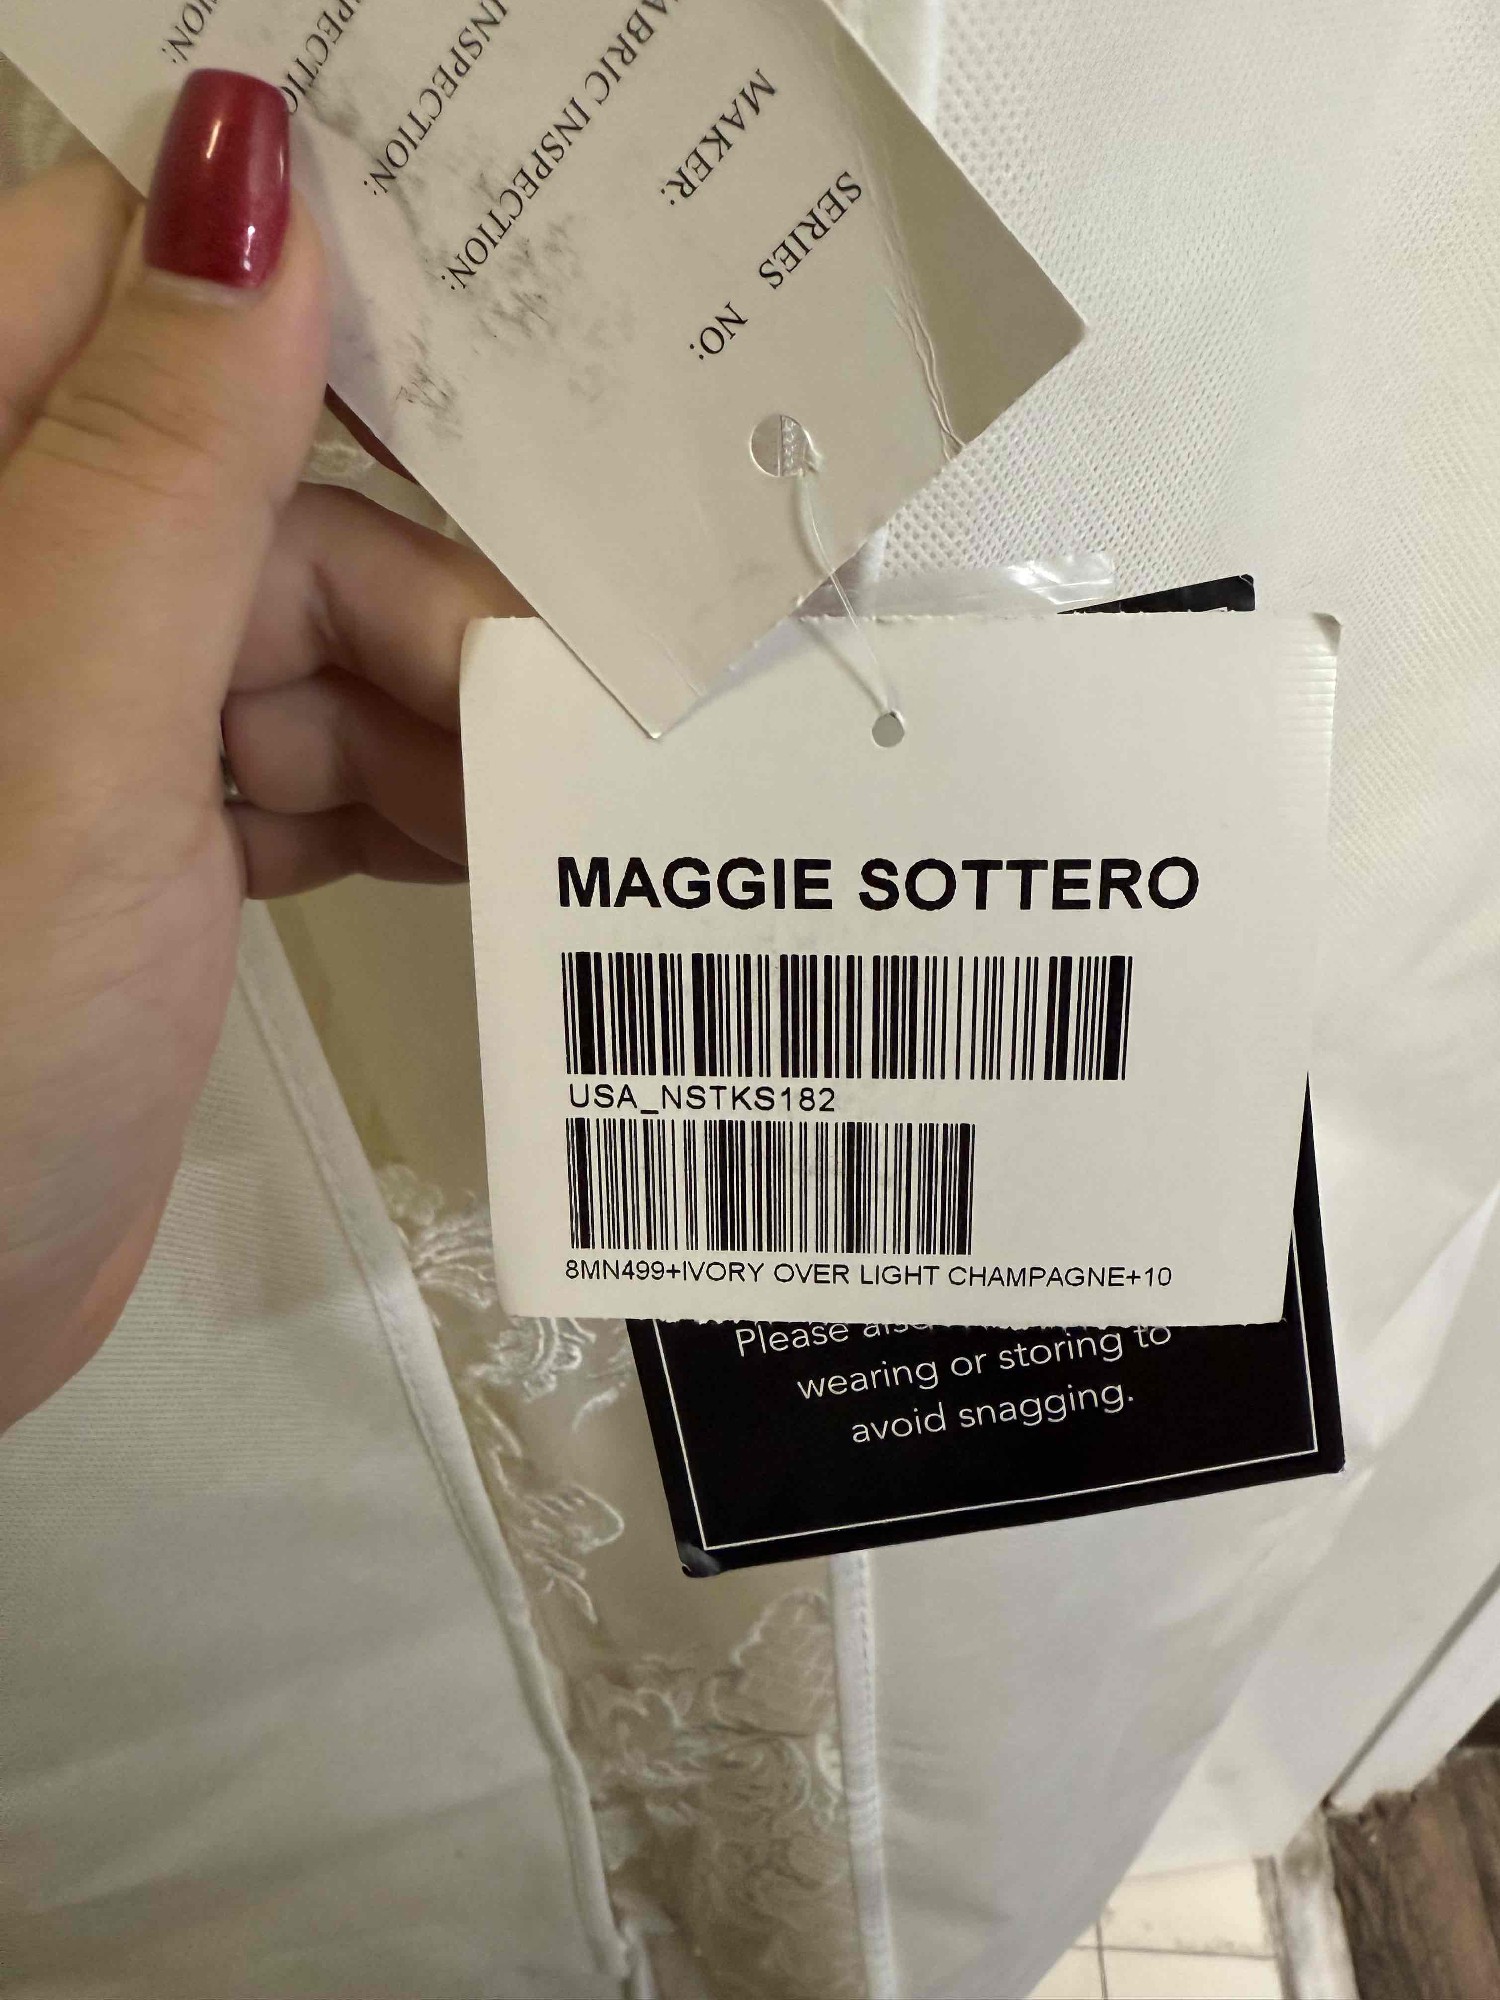 SERIES NO:
MAKER:
FABRIC INSPECTION:
INSPECTION:
MAGGIE SOTTERO
USA_NSTKS182
8MN499+IVORY OVER LIGHT CHAMPAGNE+10
Please
wearing or storing to
avoid snagging.